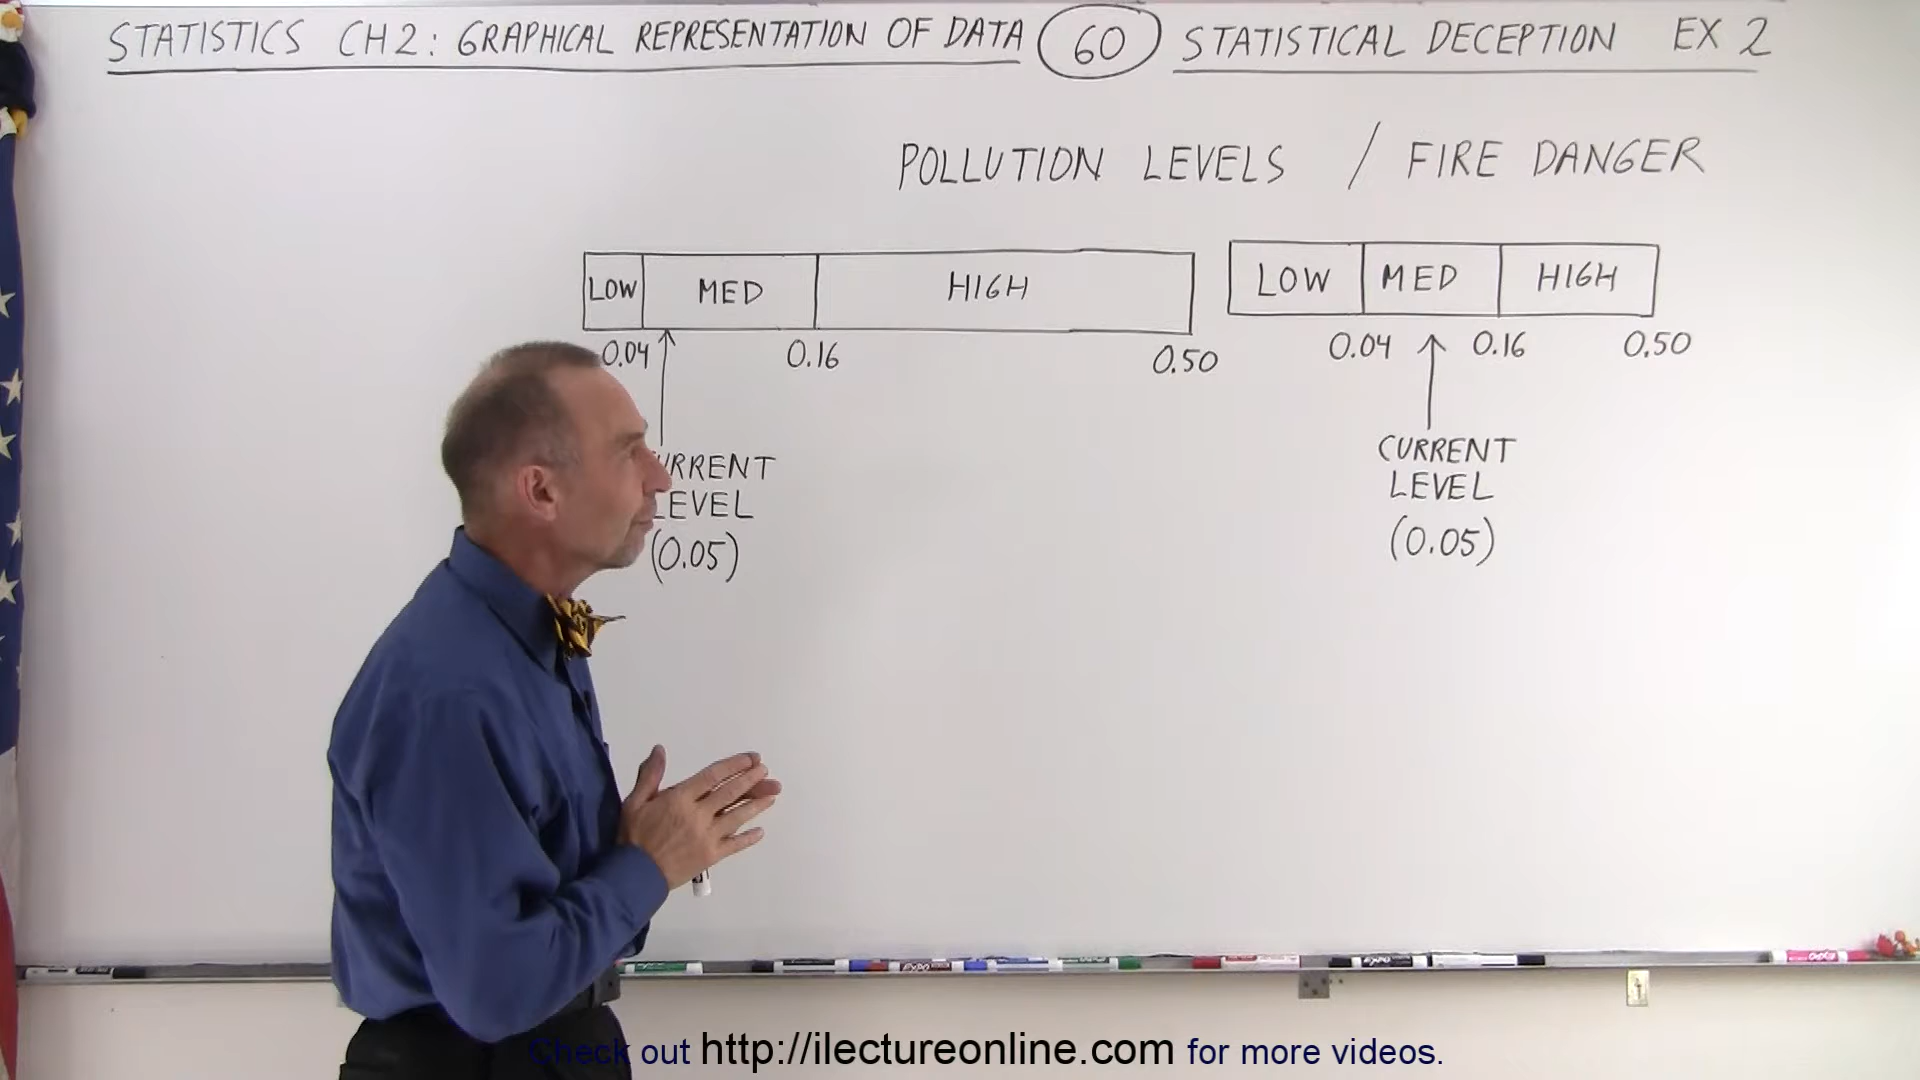 STATISTICS CH2: GRAPHICAL REPRESENTATION OF DATA 60 STATISTICAL DECEPTION EX 2
POLLUTION LEVELS / FIRE DANGER
LOW MED HIGH
0.04 0.16 0.50
URRENT
LEVEL
(0.05)
LOW MED HIGH
0.04 0.16 0.50
CURRENT
LEVEL
(0.05)
Check out http://ilectureonline.com for more videos.